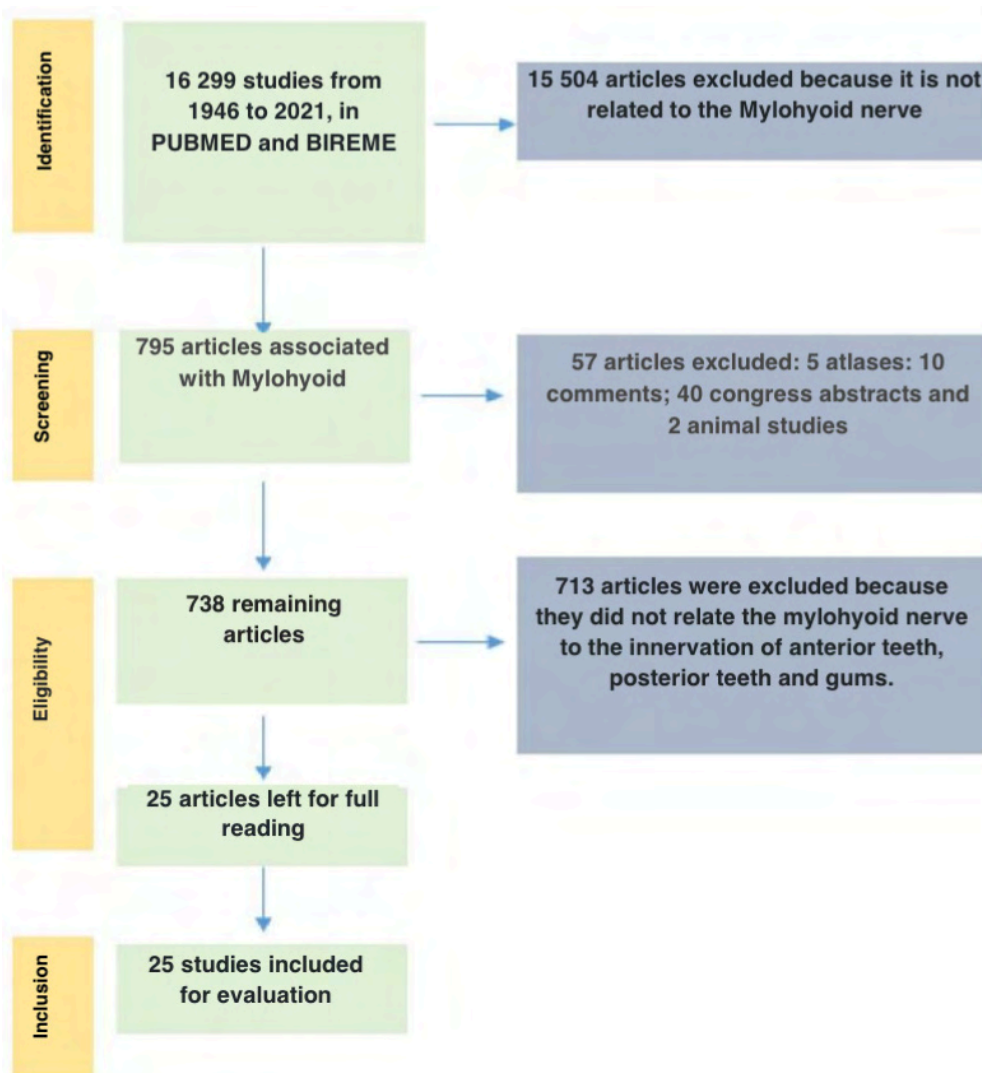 Identification
16 299 studies from
1946 to 2021, in
PUBMED and BIREME
15 504 articles excluded because it is not
related to the Mylohyoid nerve
Screening
795 articles associated
with Mylohyoid
57 articles excluded: 5 atlases: 10
comments; 40 congress abstracts and
2 animal studies
Eligibility
738 remaining
articles
713 articles were excluded because
they did not relate the mylohyoid nerve
to the innervation of anterior teeth,
posterior teeth and gums.
25 articles left for full
reading
Inclusion
25 studies included
for evaluation